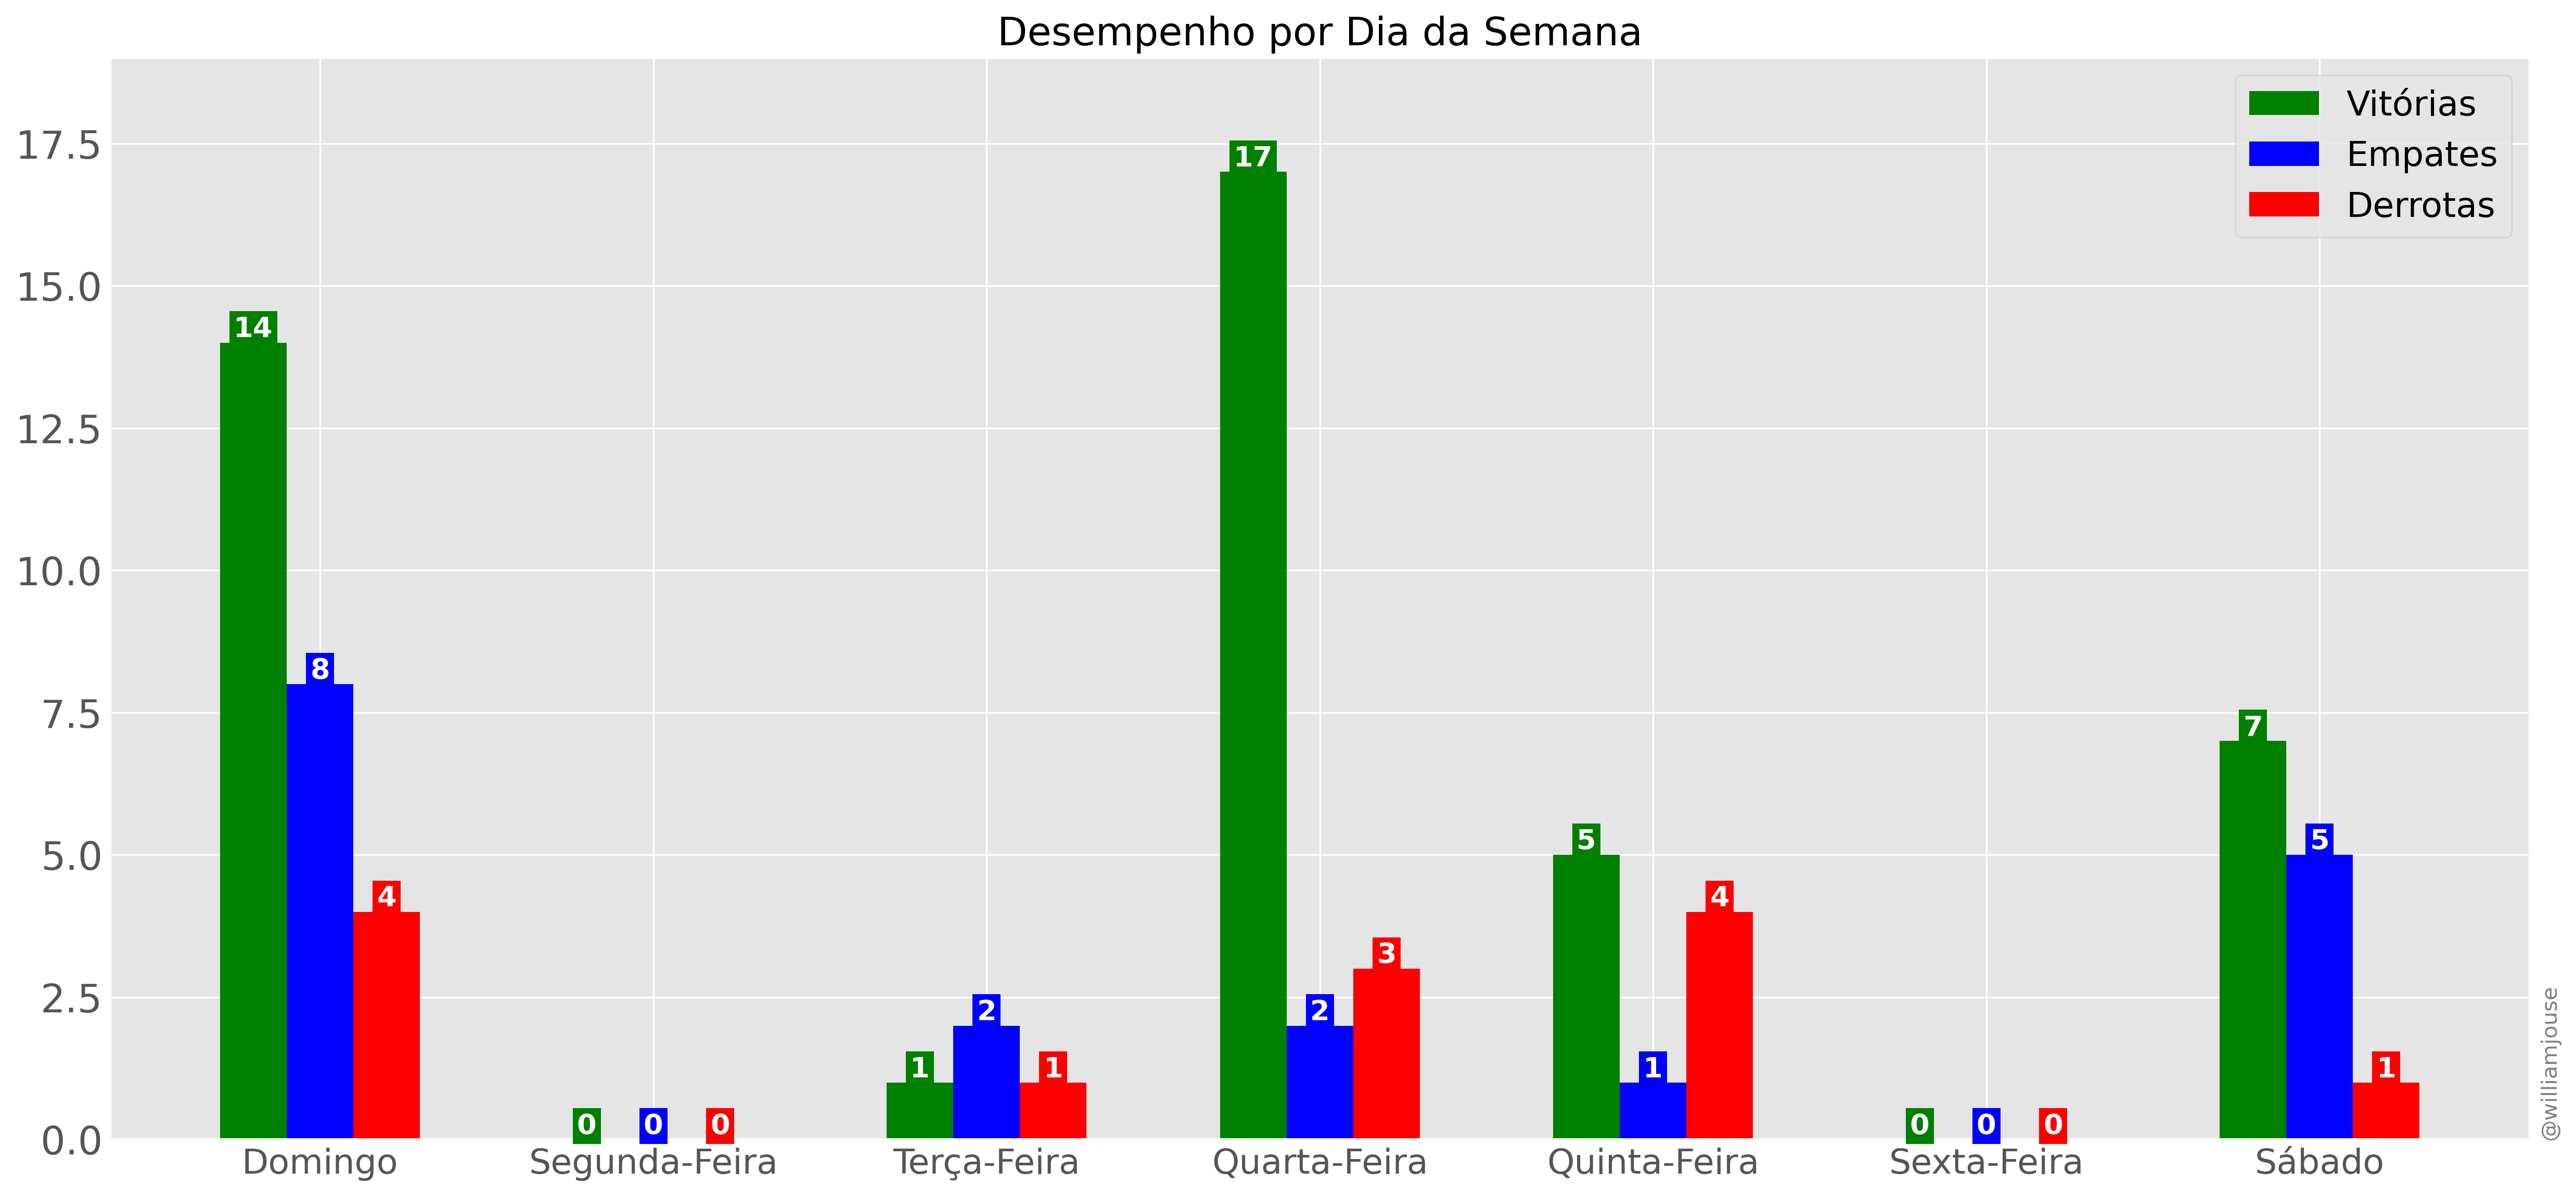 Desempenho por Dia da Semana
Vitórias
Empates
Derrotas
17.5
15.0
12.5
10.0
7.5
5.0
2.5
0.0
14
8
4
0
0
0
1
2
1
17
2
3
5
1
4
0
0
0
7
5
1
Domingo
Segunda-Feira
Terça-Feira
Quarta-Feira
Quinta-Feira
Sexta-Feira
Sábado
@williamjouse